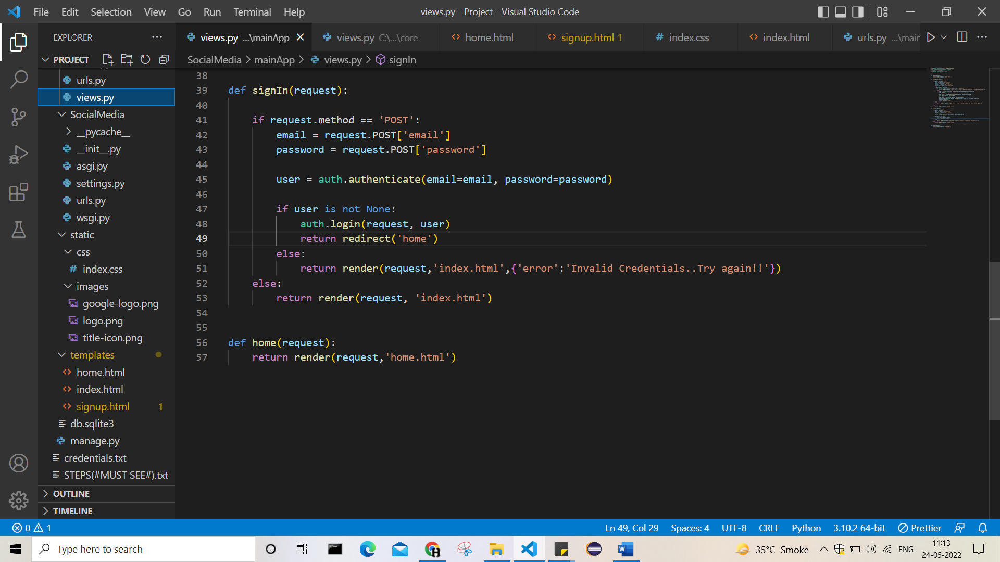 File Edit Selection View Go Run Terminal Help
views.py - Project - Visual Studio Code
EXPLORER
views.py ...\mainApp
views.py C:\...\core
home.html
signup.html 1
index.css
index.html
urls.py ...\mair
PROJECT
SocialMedia > mainApp > views.py > signIn
urls.py
views.py
SocialMedia
__pycache__
__init__.py
asgi.py
settings.py
urls.py
wsgi.py
static
css
index.css
images
google-logo.png
logo.png
title-icon.png
templates
home.html
index.html
signup.html 1
db.sqlite3
manage.py
credentials.txt
STEPS(#MUST SEE#).txt
OUTLINE
TIMELINE
38
39 def signIn(request):
40
41 if request.method == 'POST':
42 email = request.POST['email']
43 password = request.POST['password']
44
45 user = auth.authenticate(email=email, password=password)
46
47 if user is not None:
48 auth.login(request, user)
49 return redirect('home')
50 else:
51 return render(request,'index.html',{'error':'Invalid Credentials..Try again!!'})
52 else:
53 return render(request, 'index.html')
54
55
56 def home(request):
57 return render(request,'home.html')
0 1
Ln 49, Col 29 Spaces: 4 UTF-8 CRLF Python 3.10.2 64-bit Prettier
Type here to search
35°C Smoke
ENG
11:13
24-05-2022